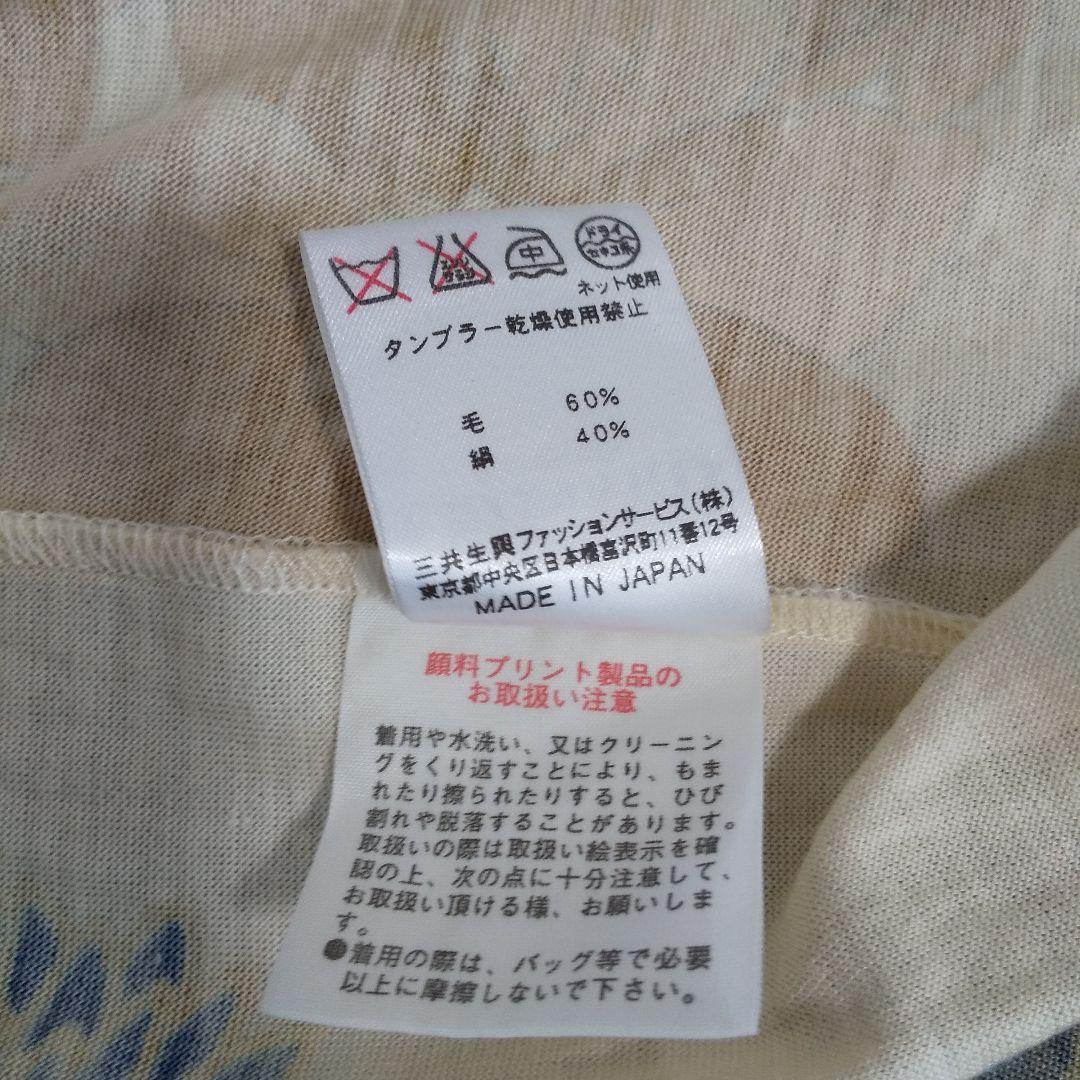 エンソ サラシ
中
ドライ
セキユ系
ネット使用
タンブラー乾燥使用禁止
毛 60%
絹 40%
三共生興ファッションサービス(株)
東京都中央区日本橋富沢町11番12号
MADE IN JAPAN
顔料プリント製品の
お取扱い注意
着用や水洗い、又はクリーニン
グをくり返すことにより、もま
れたり擦られたりすると、ひび
割れや脱落することがあります。
取扱いの際は取扱い絵表示を確
認の上、次の点に十分注意して、
お取扱い頂ける様、お願いしま
す。
●着用の際は、バッグ等で必要
以上に摩擦しないで下さい。